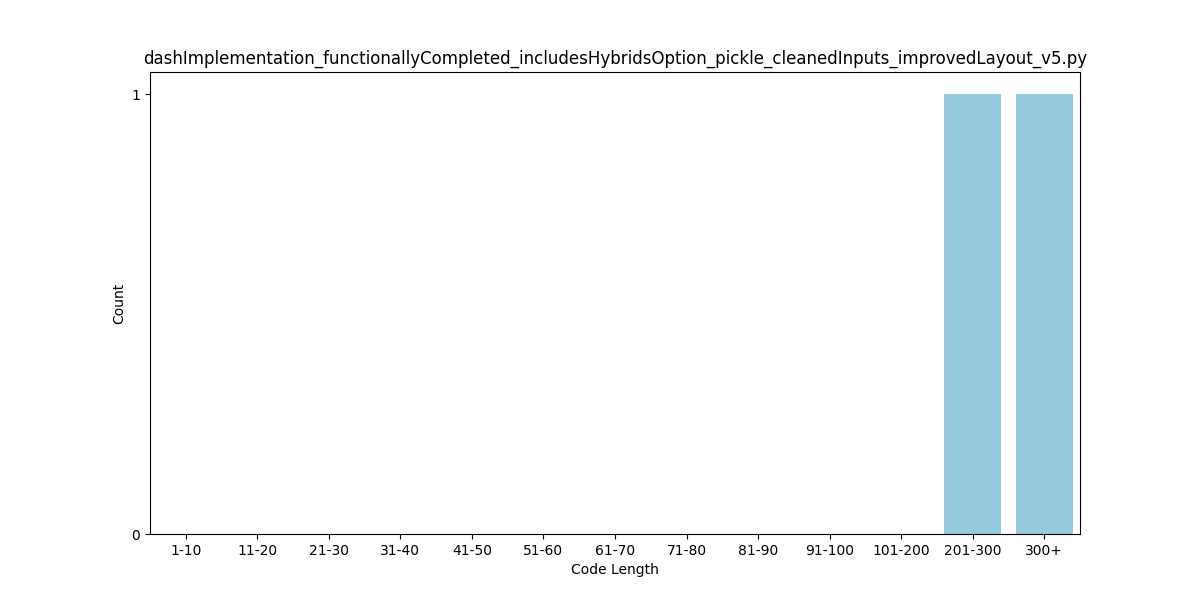 dashImplementation_functionallyCompleted_includesHybridsOption_pickle_cleanedInputs_improvedLayout_v5.py
1
Count
0
1-10 11-20 21-30 31-40 41-50 51-60 61-70 71-80 81-90 91-100 101-200 201-300 300+
Code Length